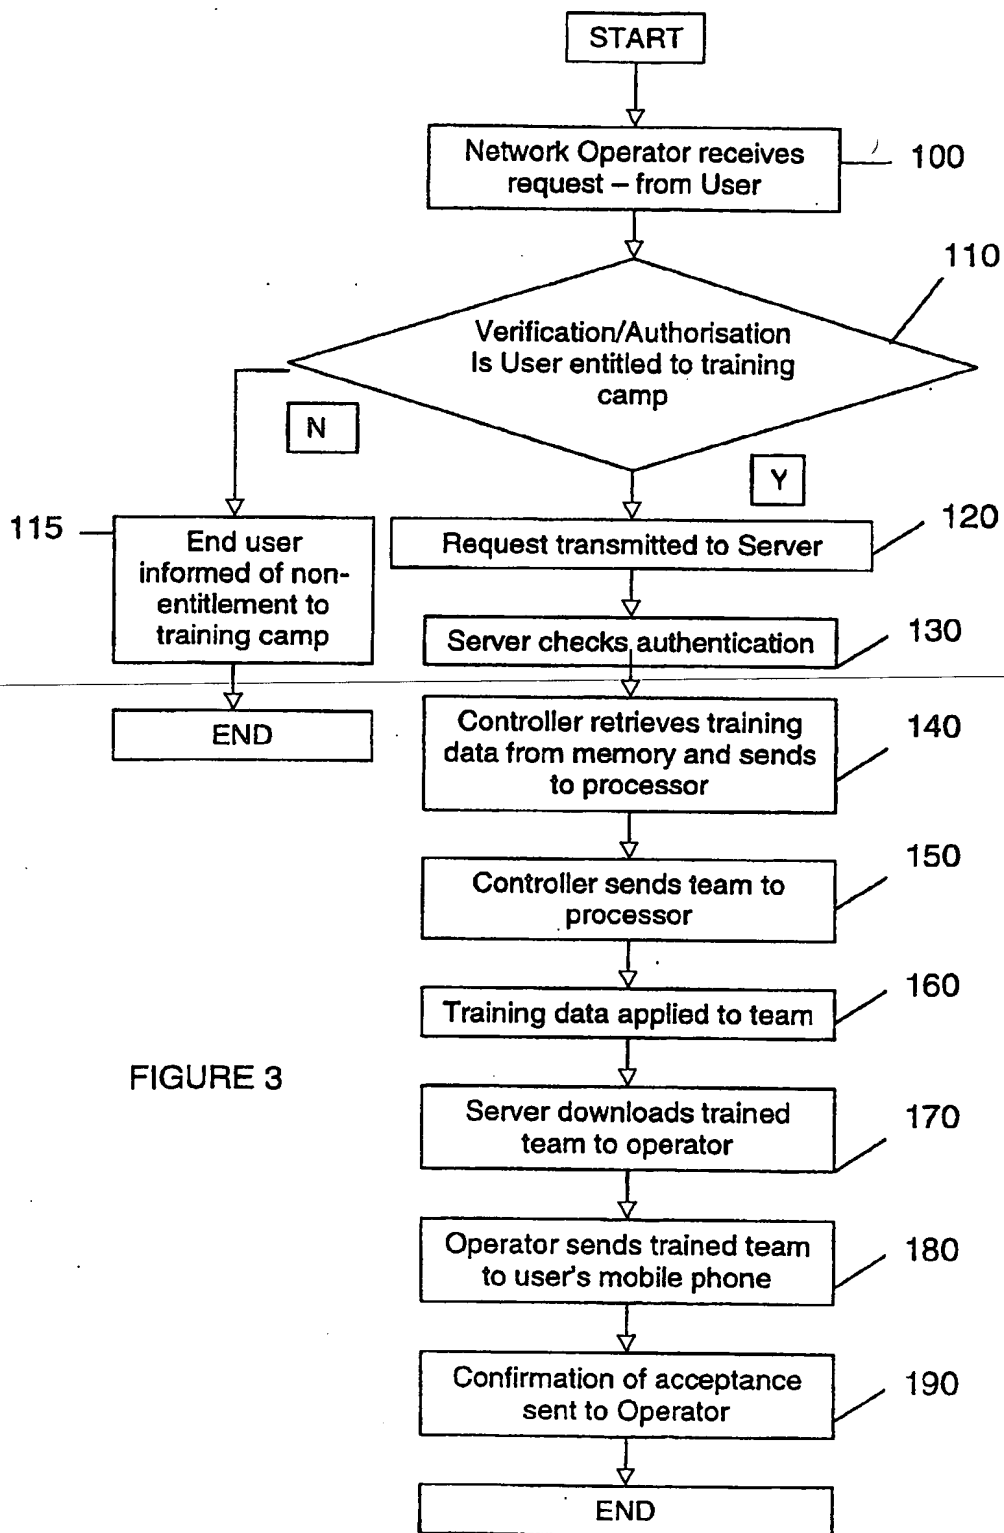 START
Network Operator receives
request – from User
100
110
Verification/Authorisation
Is User entitled to training
camp
N
Y
115
End user
informed of non-
entitlement to
training camp
120
Request transmitted to Server
130
Server checks authentication
END
Controller retrieves training
data from memory and sends
to processor
140
Controller sends team to
processor
150
Training data applied to team
160
FIGURE 3
Server downloads trained
team to operator
170
Operator sends trained team
to user's mobile phone
180
Confirmation of acceptance
sent to Operator
190
END